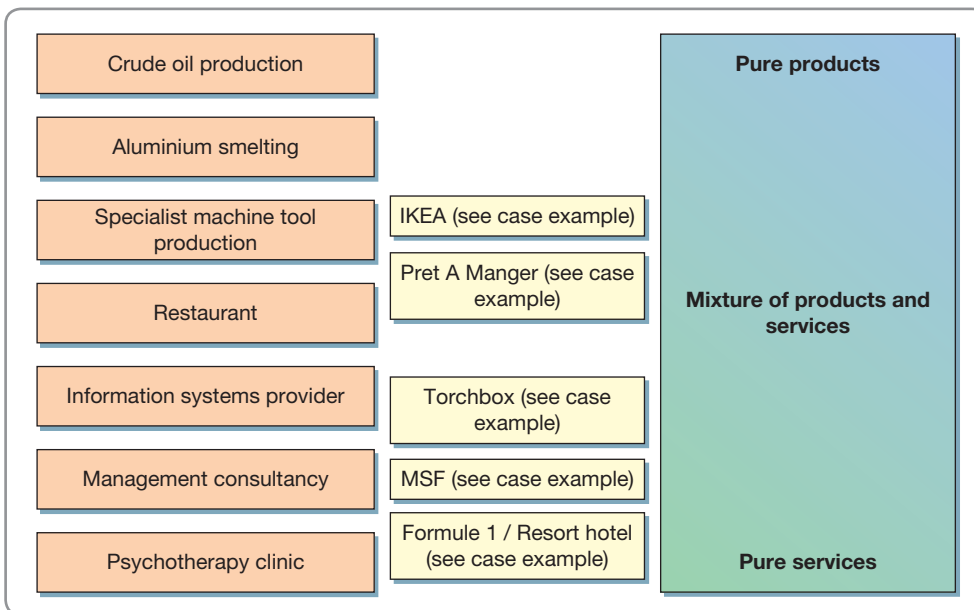 Crude oil production
Aluminium smelting
Specialist machine tool
production
Restaurant
Information systems provider
Management consultancy
Psychotherapy clinic
IKEA (see case example)
Pret A Manger (see case
example)
Torchbox (see case
example)
MSF (see case example)
Formule 1 / Resort hotel
(see case example)
Pure products
Mixture of products and
services
Pure services